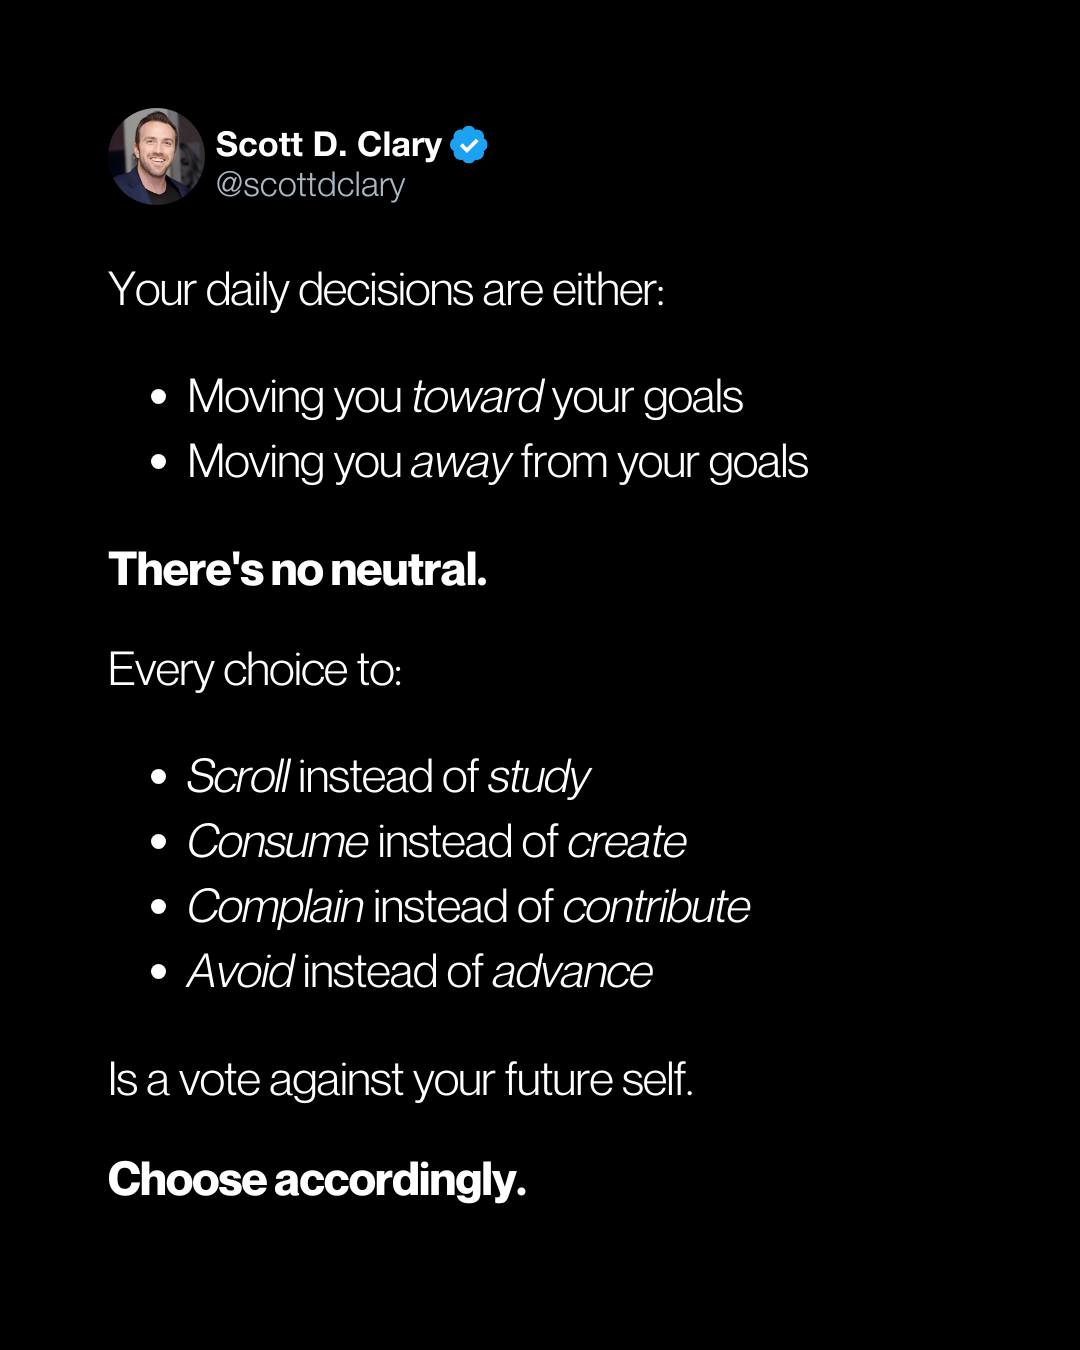 Scott D. Clary
@scottdclary
Your daily decisions are either:
• Moving you toward your goals
• Moving you away from your goals
There's no neutral.
Every choice to:
• Scroll instead of study
• Consume instead of create
• Complain instead of contribute
• Avoid instead of advance
Is a vote against your future self.
Choose accordingly.